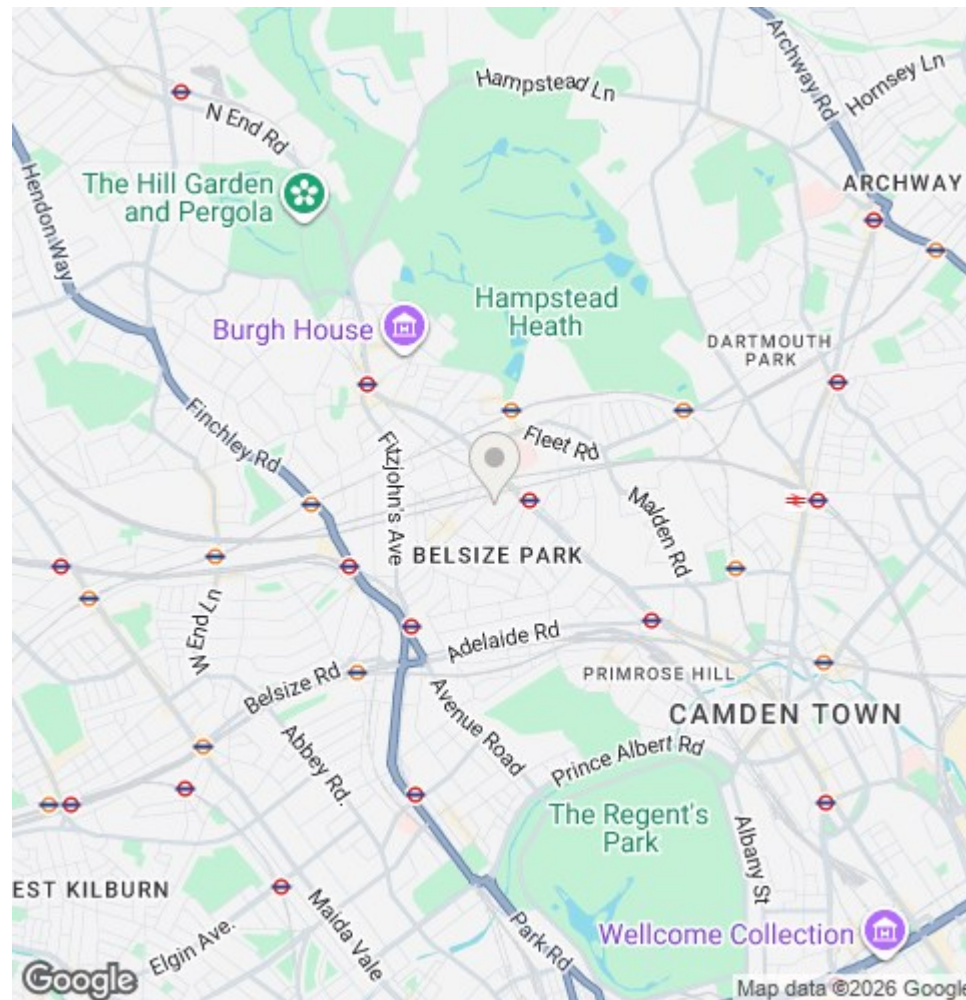 Hampstead Ln
Archway Rd
Hornsey Ln
N End Rd
The Hill Garden
and Pergola
ARCHWAY
Hendon Way
Hampstead
Heath
Burgh House
DARTMOUTH
PARK
Finchley Rd
Fitzjohn's Ave
Fleet Rd
Malden Rd
BELSIZE PARK
W End Ln
Adelaide Rd
Belsize Rd
PRIMROSE HILL
Avenue Road
CAMDEN TOWN
Abbey Rd.
Prince Albert Rd
The Regent's
Park
Albany St
EST KILBURN
Maida Vale
Elgin Ave.
Park Rd
Wellcome Collection
Google
Map data ©2026 Google